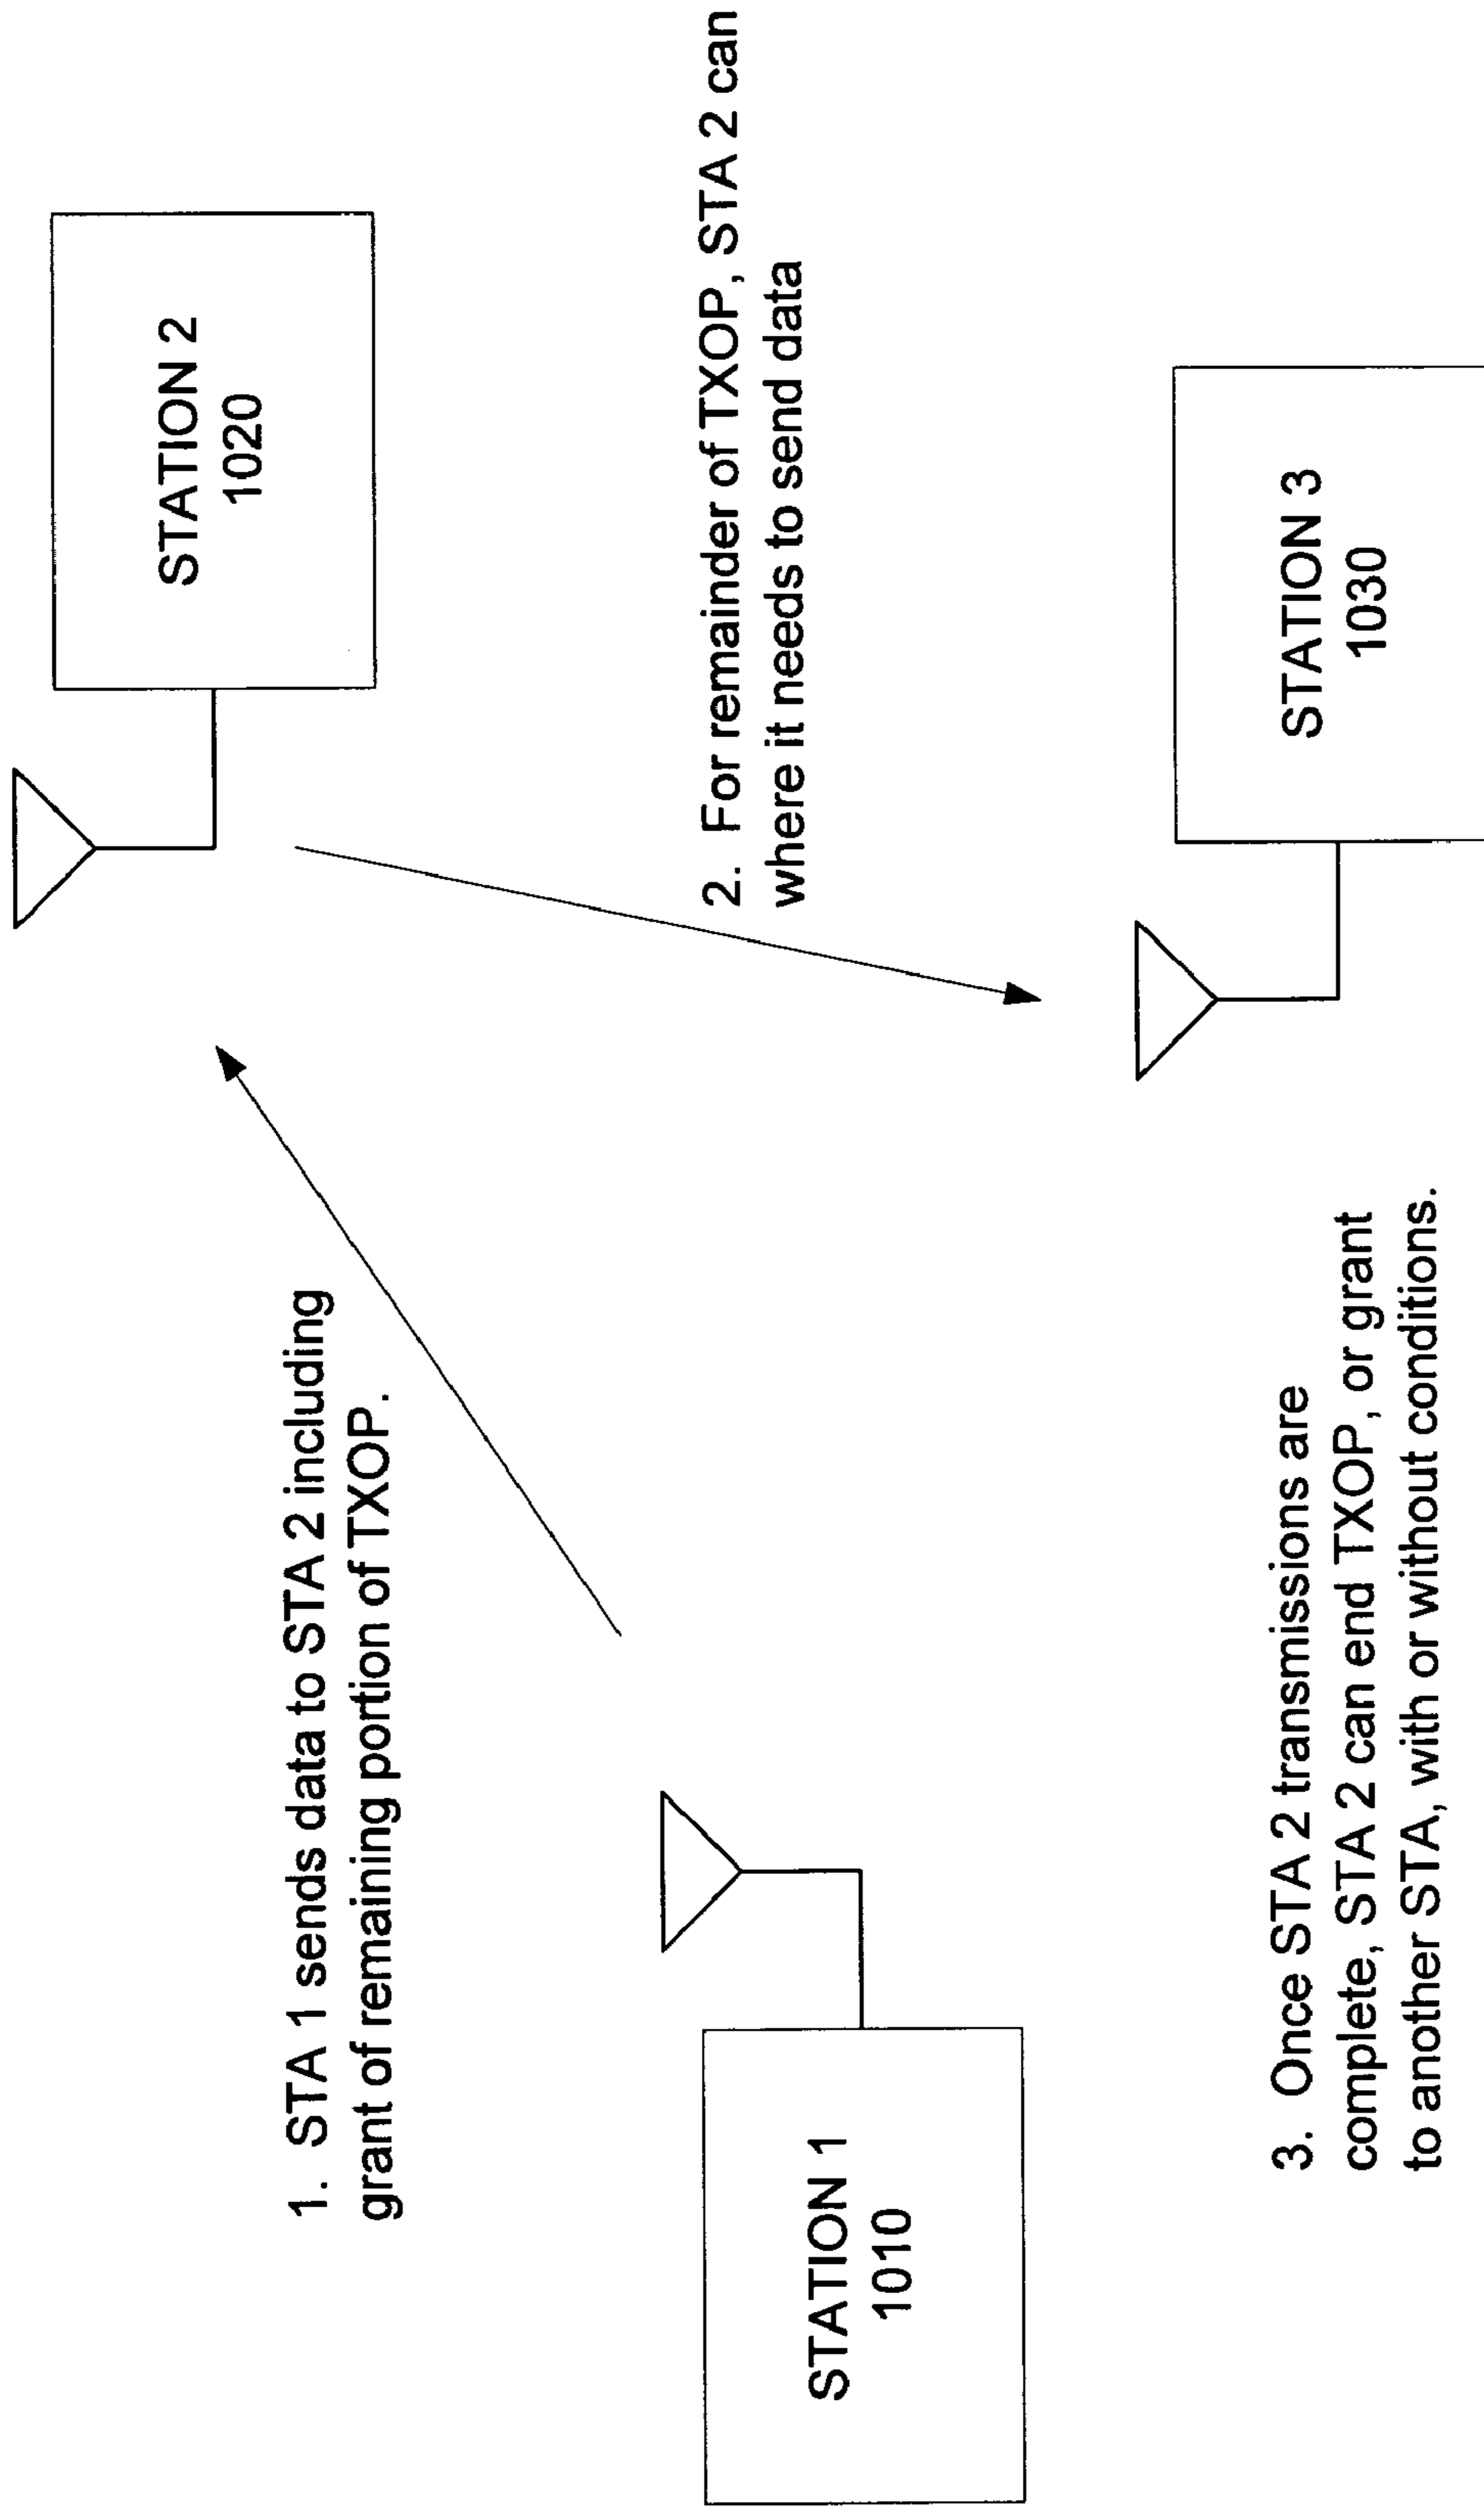 STATION 2
1020
1. STA 1 sends data to STA 2 including
grant of remaining portion of TXOP.
2. For remainder of TXOP, STA 2 can
where it needs to send data
STATION 1
1010
STATION 3
1030
3. Once STA 2 transmissions are
complete, STA 2 can end TXOP, or grant
to another STA, with or without conditions.